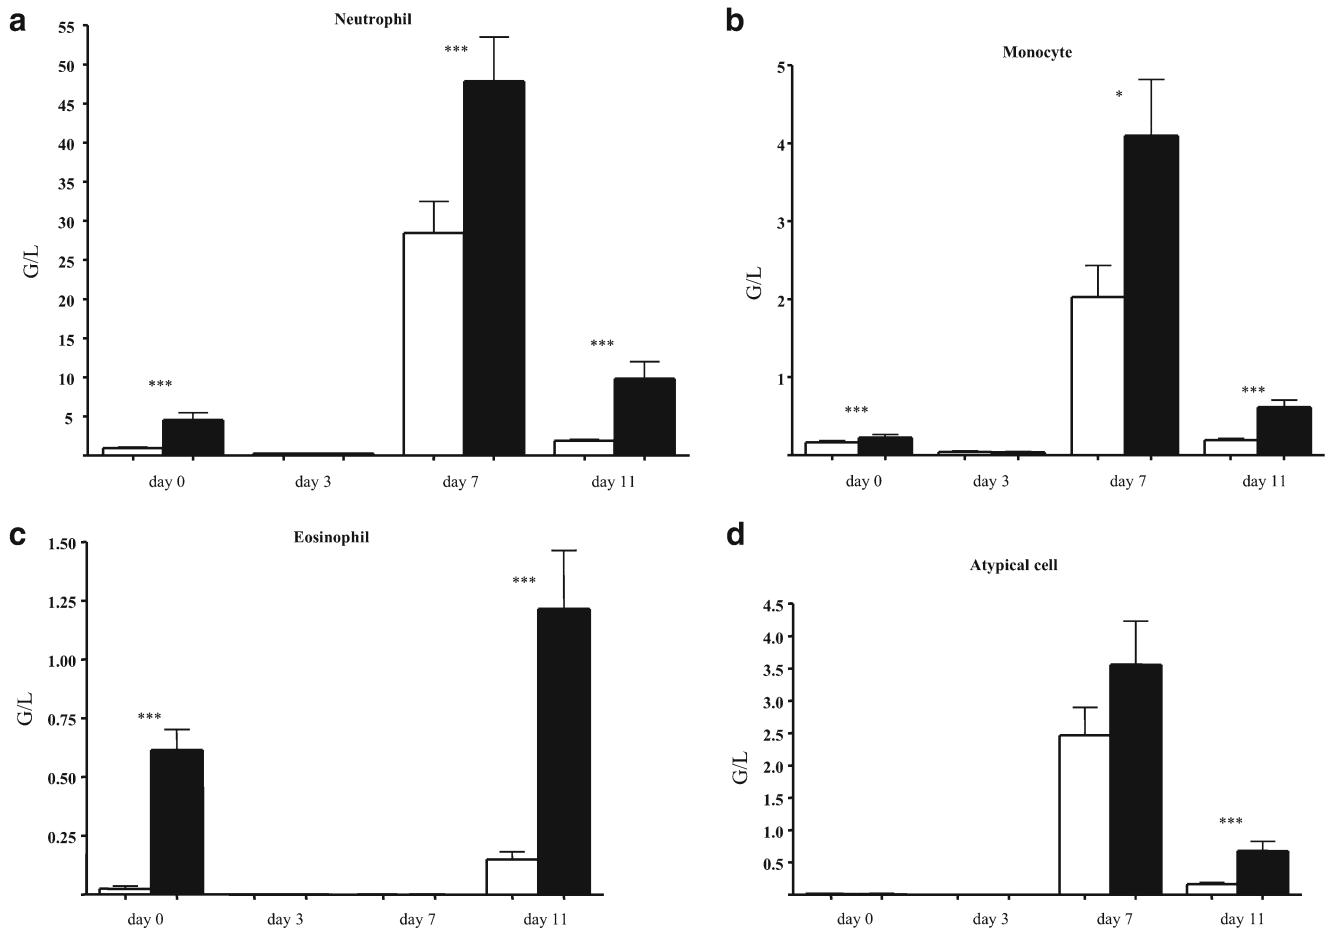 a
Neutrophil
55
50
45
40
35
30
25
20
15
10
5
G/L
***
***
***
day 0
day 3
day 7
day 11
b
Monocyte
5
4
3
2
1
G/L
***
*
***
day 0
day 3
day 7
day 11
c
Eosinophil
1.50
1.25
1.00
0.75
0.50
0.25
G/L
***
***
day 0
day 3
day 7
day 11
d
Atypical cell
4.5
4.0
3.5
3.0
2.5
2.0
1.5
1.0
0.5
G/L
***
day 0
day 3
day 7
day 11